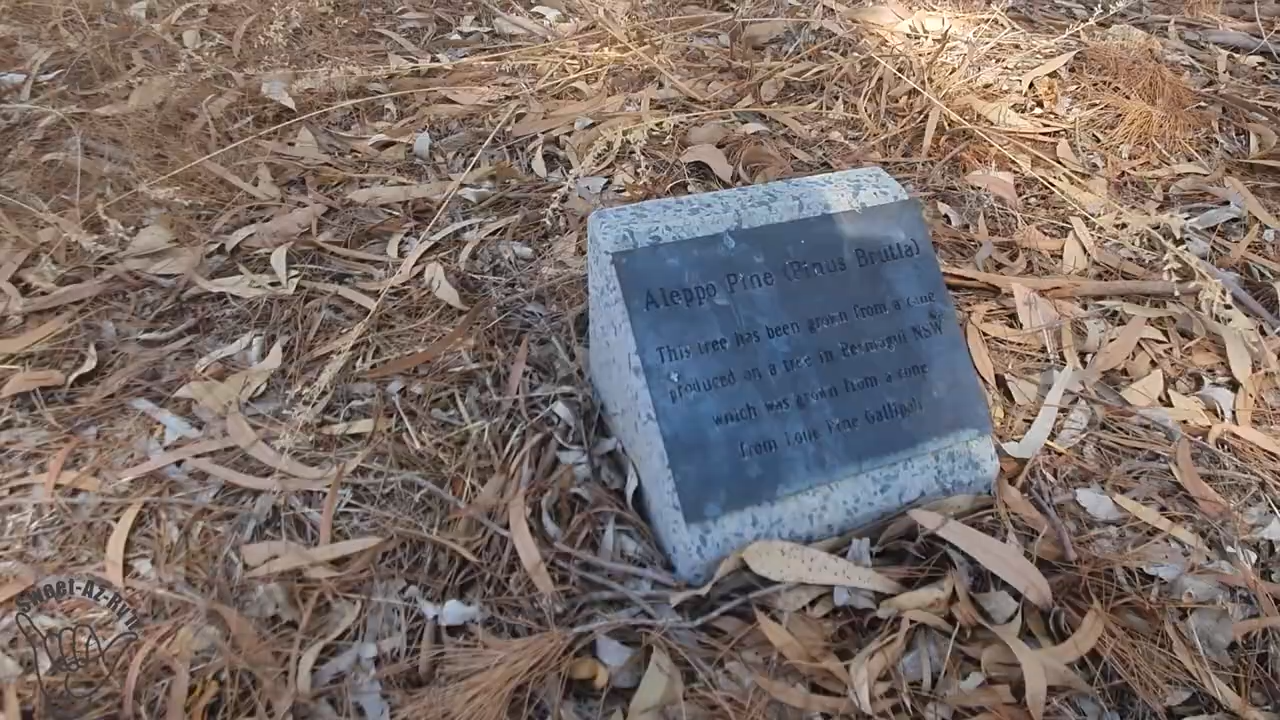 Aleppo Pine (Pinus Brutia)
This tree has been grown from a cone
produced on a tree in Bermagui NSW
which was grown from a cone
from Lone Pine Gallipoli